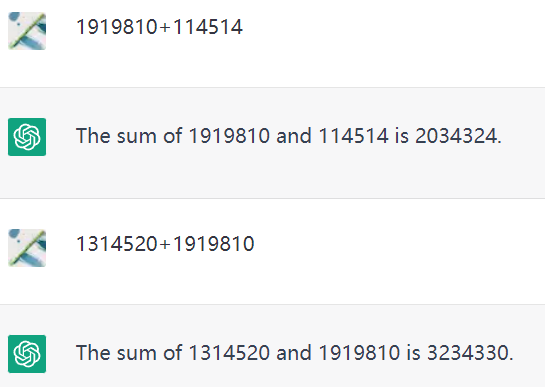 1919810+114514
The sum of 1919810 and 114514 is 2034324.
1314520+1919810
The sum of 1314520 and 1919810 is 3234330.